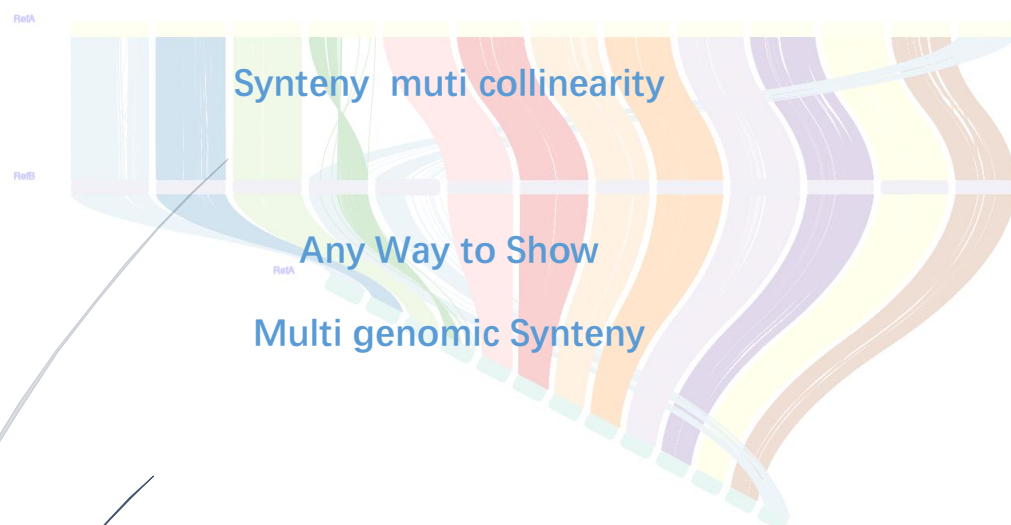 RefA
Synteny  muti collinearity
RefB
Any Way to Show
RefA
Multi genomic Synteny